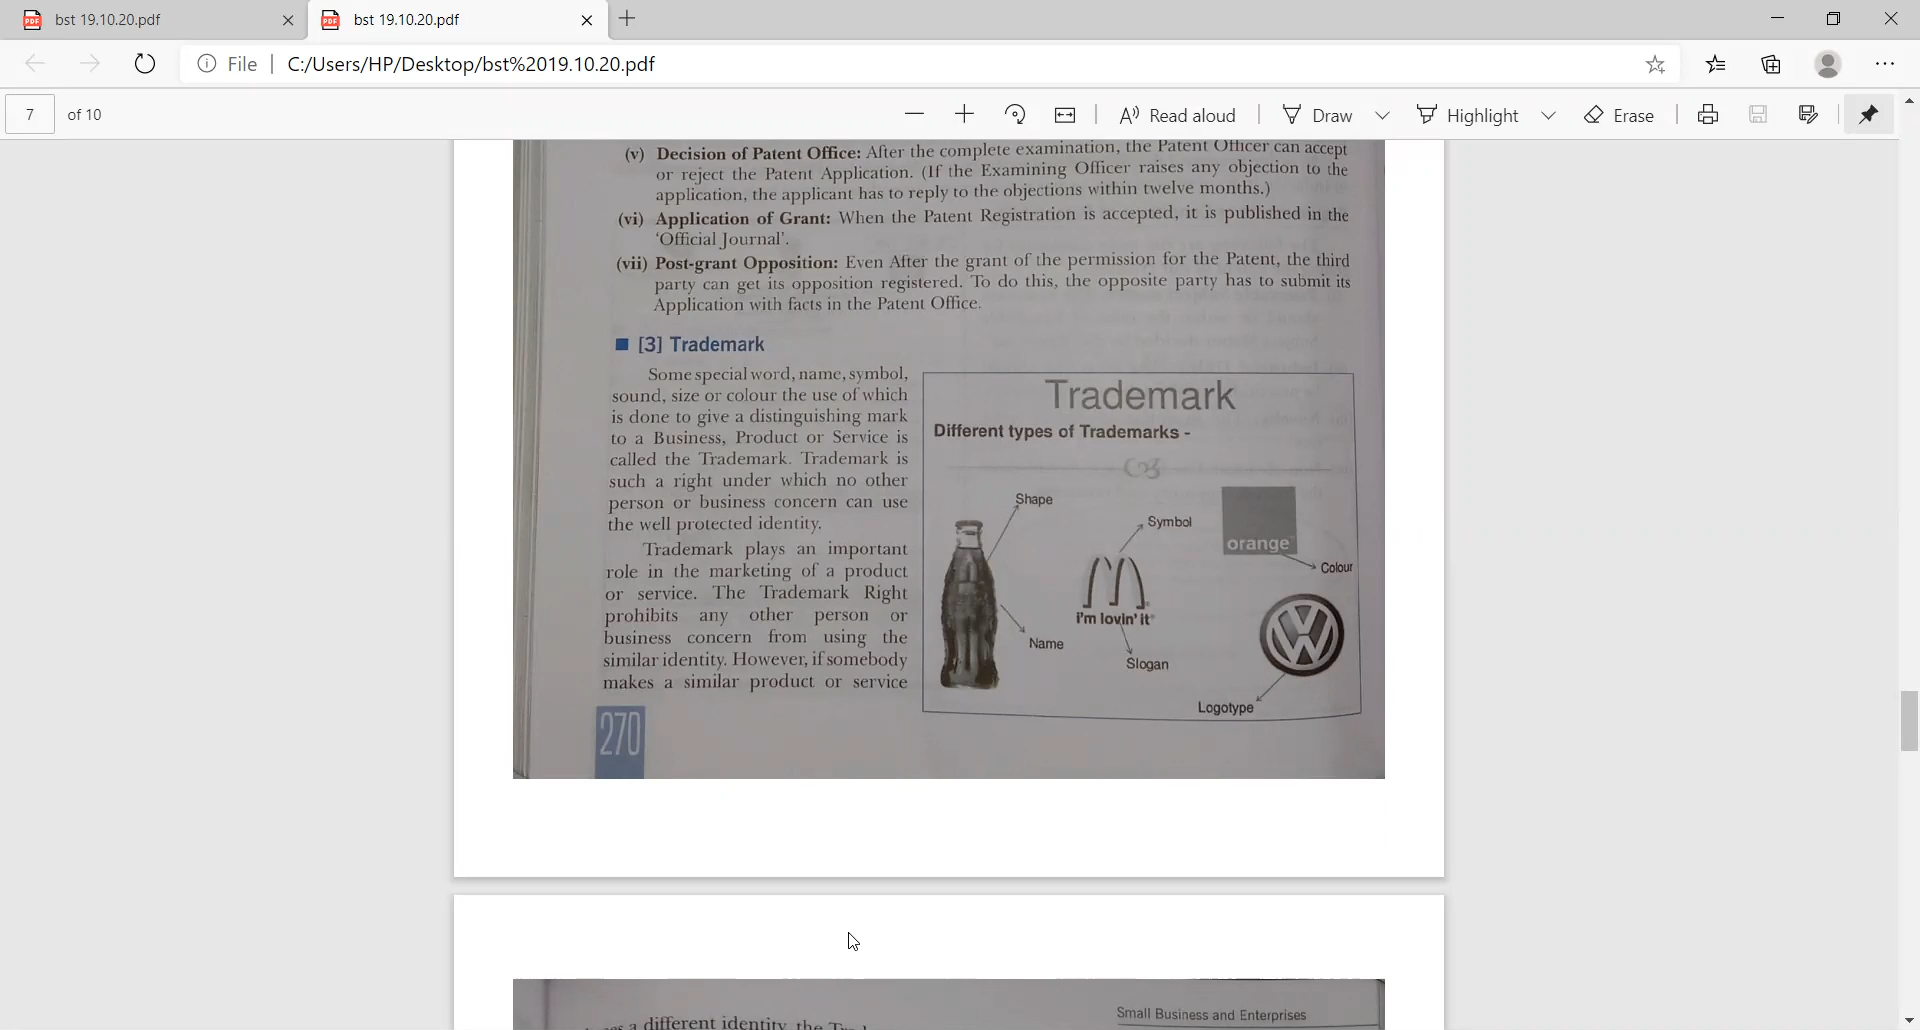 bst 19.10.20.pdf
bst 19.10.20.pdf
File
C:/Users/HP/Desktop/bst%2019.10.20.pdf
7 of 10
Read aloud
Draw
Highlight
Erase
(v) Decision of Patent Office: After the complete examination, the Patent Officer can accept
or reject the Patent Application. (If the Examining Officer raises any objection to the
application, the applicant has to reply to the objections within twelve months.)
(vi) Application of Grant: When the Patent Registration is accepted, it is published in the
'Official Journal'.
(vii) Post-grant Opposition: Even After the grant of the permission for the Patent, the third
party can get its opposition registered. To do this, the opposite party has to submit its
Application with facts in the Patent Office.
[3] Trademark
Some special word, name, symbol,
sound, size or colour the use of which
is done to give a distinguishing mark
to a Business, Product or Service is
called the Trademark. Trademark is
such a right under which no other
person or business concern can use
the well protected identity.
Trademark plays an important
role in the marketing of a product
or service. The Trademark Right
prohibits any other person or
business concern from using the
similar identity. However, if somebody
makes a similar product or service
Trademark
Different types of Trademarks -
Shape
Symbol
orange
Colour
i'm lovin' it
Name
Slogan
Logotype
270
Small Business and Enterprises
a different identity, the